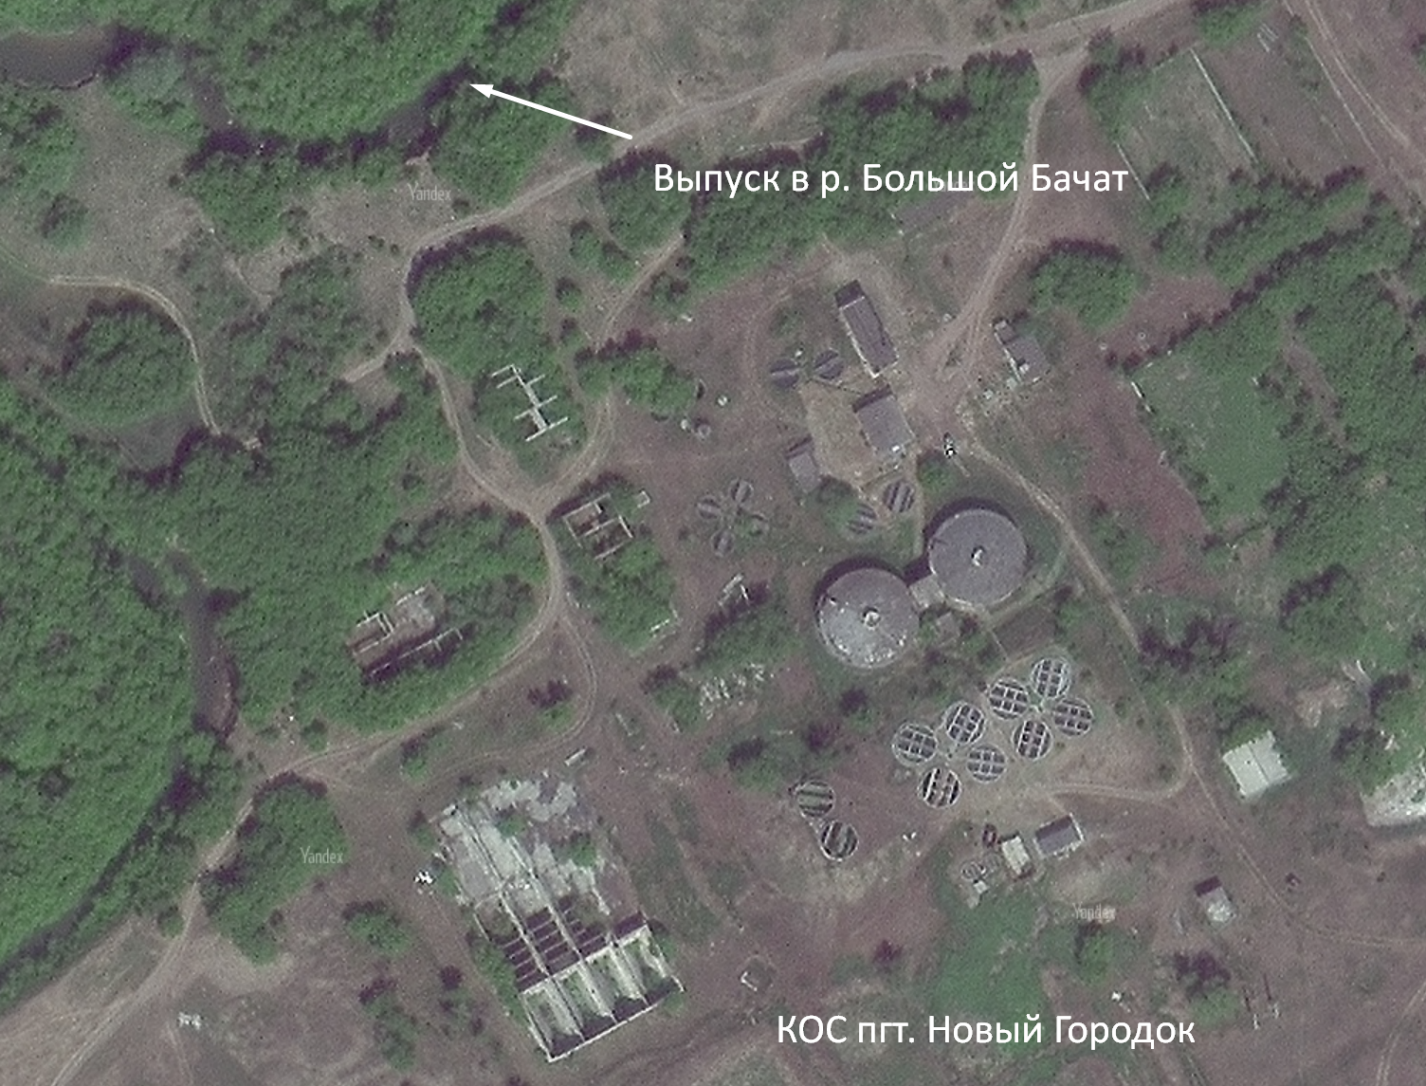 Yandex
Выпуск в р. Большой Бачат
Yandex
Yandex
КОС пгт. Новый Городок